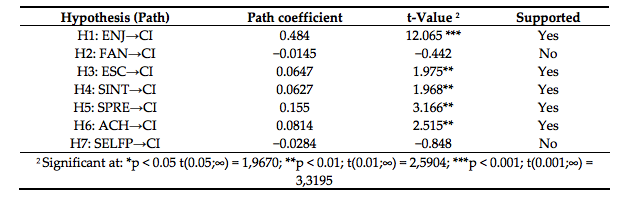 Hypothesis (Path) Path coefficient t-Value ² Supported
H1: ENJ→CI 0.484 12.065 *** Yes
H2: FAN→CI −0.0145 −0.442 No
H3: ESC→CI 0.0647 1.975** Yes
H4: SINT→CI 0.0627 1.968** Yes
H5: SPRE→CI 0.155 3.166** Yes
H6: ACH→CI 0.0814 2.515** Yes
H7: SELFP→CI −0.0284 −0.848 No
² Significant at: *p < 0.05 t(0.05;∞) = 1,9670; **p < 0.01; t(0.01;∞) = 2,5904; ***p < 0.001; t(0.001;∞) =
3,3195